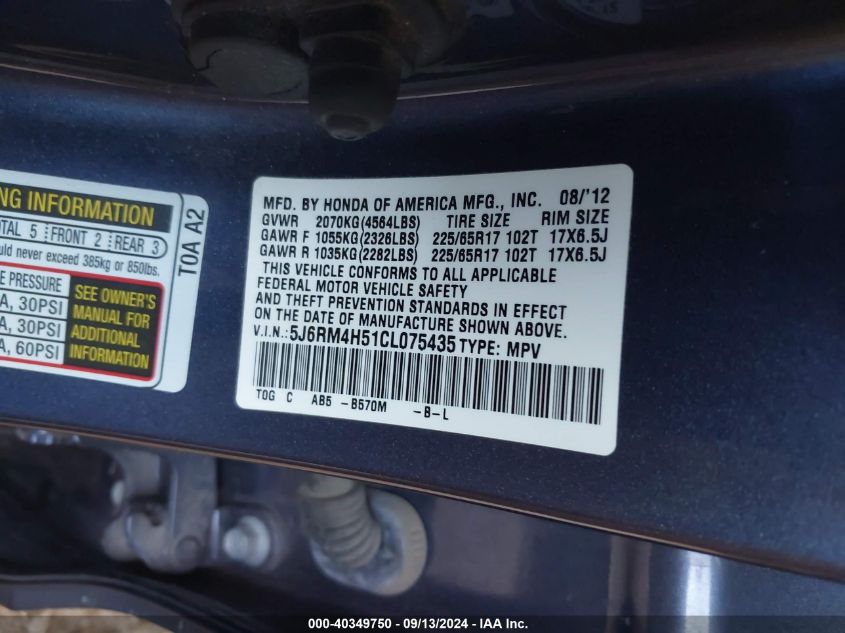 NG INFORMATION
OTAL 5 FRONT 2 REAR 3
uld never exceed 385kg or 850lbs.
E PRESSURE
A, 30PSI
A, 30PSI
A, 60PSI
SEE OWNER'S
MANUAL FOR
ADDITIONAL
INFORMATION
T0A A2
MFD. BY HONDA OF AMERICA MFG., INC. 08/'12
GVWR 2070KG(4564LBS) TIRE SIZE RIM SIZE
GAWR F 1055KG(2326LBS) 225/65R17 102T 17X6.5J
GAWR R 1035KG(2282LBS) 225/65R17 102T 17X6.5J
THIS VEHICLE CONFORMS TO ALL APPLICABLE
FEDERAL MOTOR VEHICLE SAFETY
AND THEFT PREVENTION STANDARDS IN EFFECT
ON THE DATE OF MANUFACTURE SHOWN ABOVE.
V.I.N.: 5J6RM4H51CL075435 TYPE: MPV
T0G C AB5 -B570M -B-L
000-40349750 - 09/13/2024 - IAA Inc.